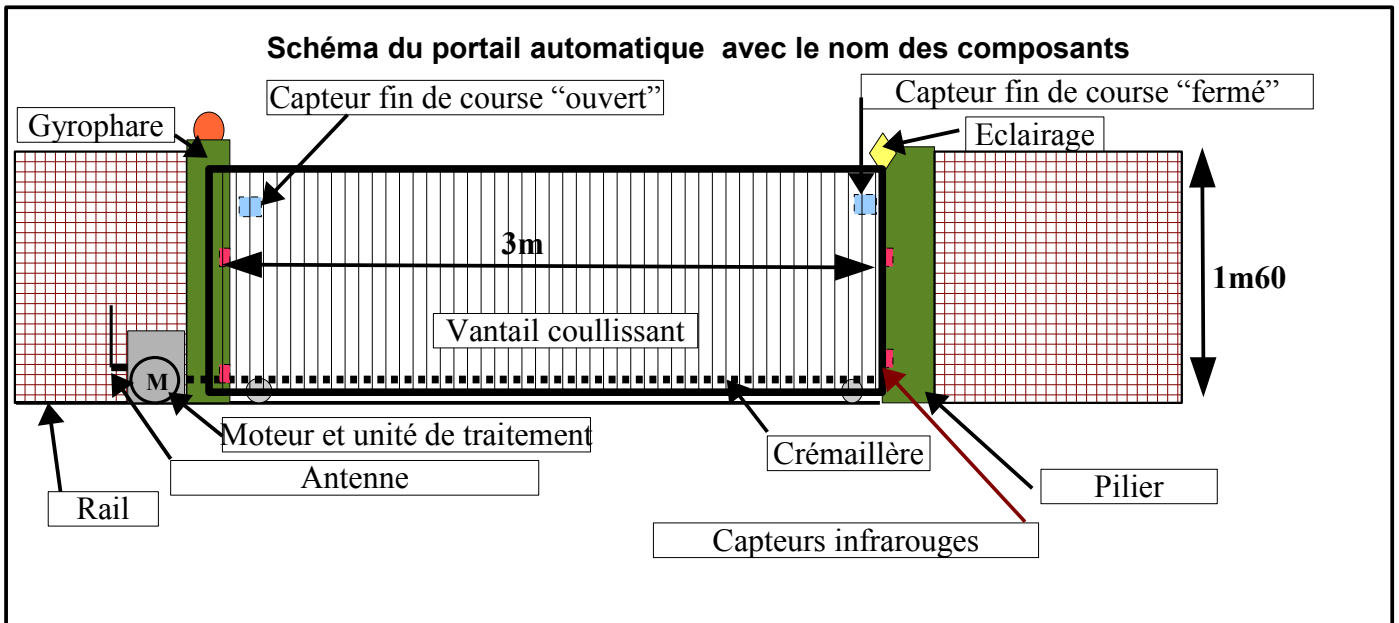 Schéma du portail automatique avec le nom des composants
Capteur fin de course “ouvert”
Capteur fin de course “fermé”
Gyrophare
Eclairage
3m
1m60
Vantail coullissant
M
Moteur et unité de traitement
Crémaillère
Antenne
Pilier
Rail
Capteurs infrarouges